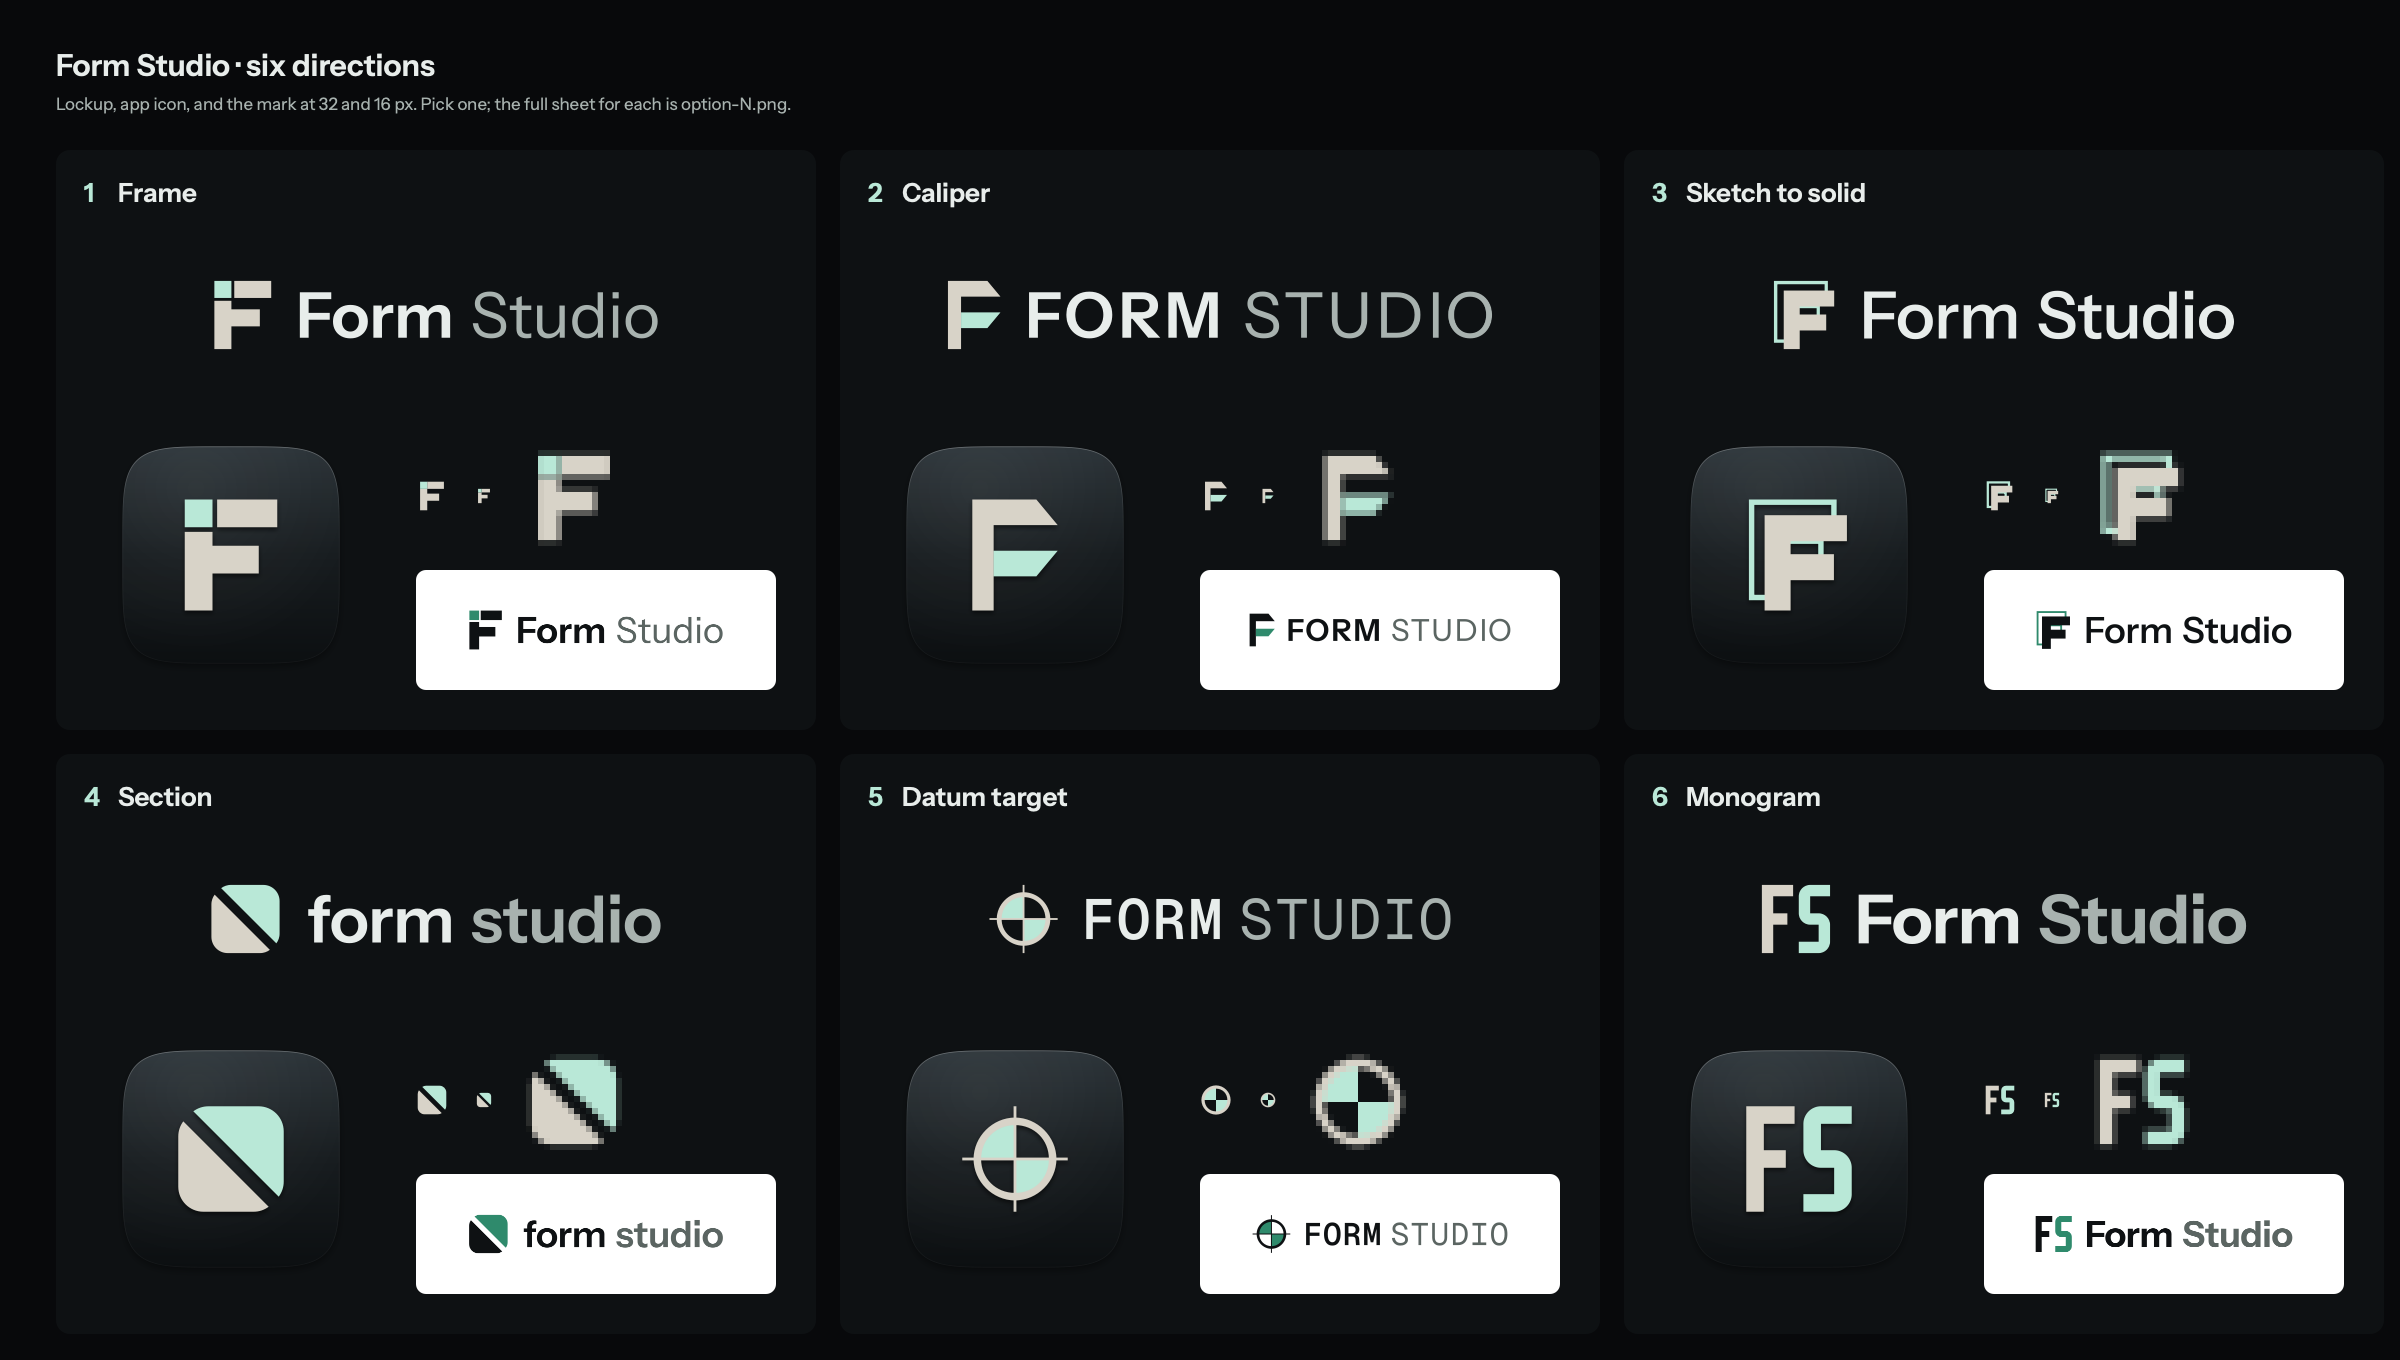 Form Studio · six directions
Lockup, app icon, and the mark at 32 and 16 px. Pick one; the full sheet for each is option-N.png.
1 Frame
F Form Studio
F
F F F
F Form Studio
2 Caliper
F FORM STUDIO
F
F F F
F FORM STUDIO
3 Sketch to solid
F Form Studio
F
F F F
F Form Studio
4 Section
form studio
form studio
5 Datum target
FORM STUDIO
FORM STUDIO
6 Monogram
FS Form Studio
FS
FS FS FS
FS Form Studio